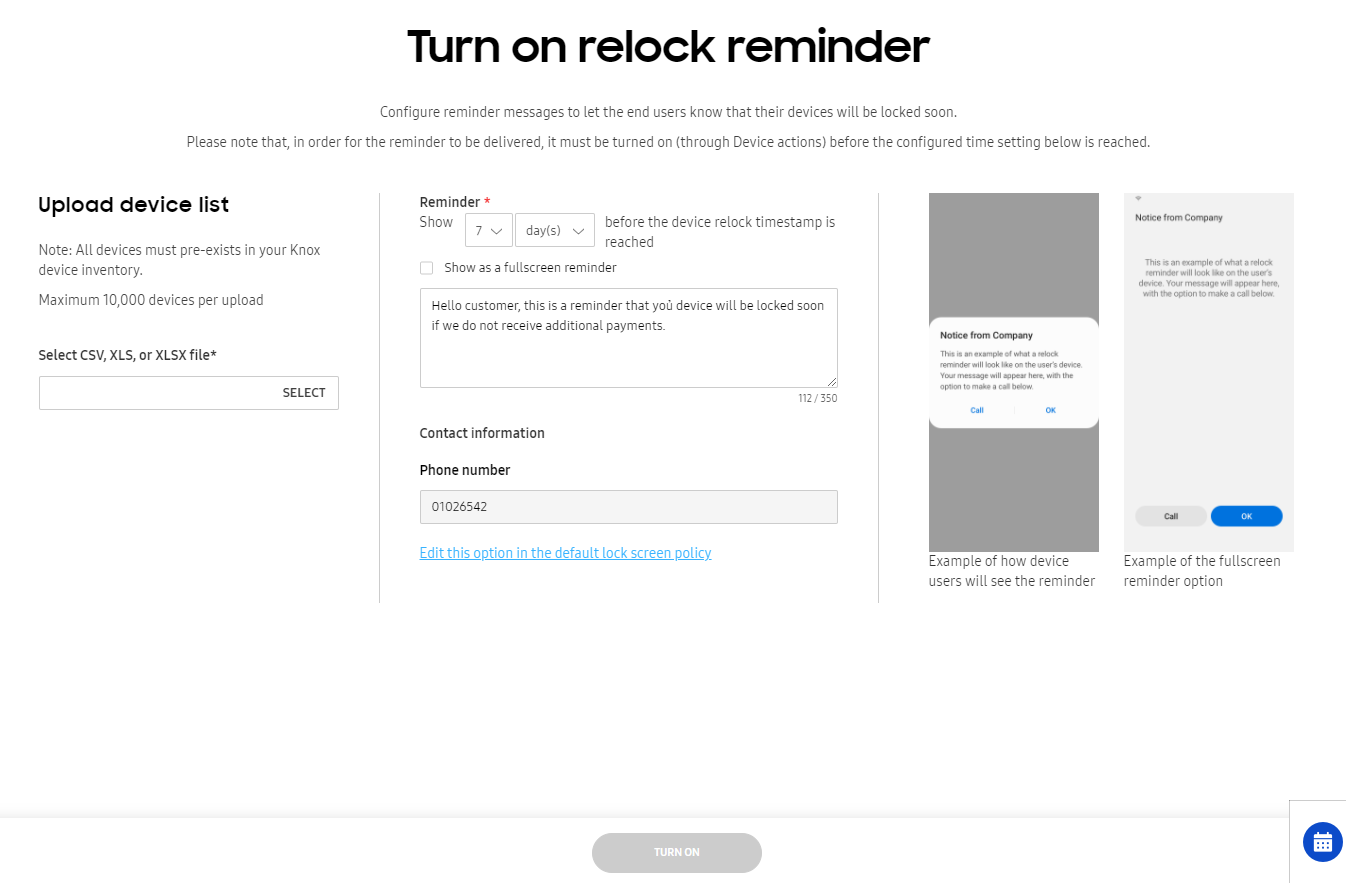 Turn on relock reminder
Configure reminder messages to let the end users know that their devices will be locked soon.
Please note that, in order for the reminder to be delivered, it must be turned on (through Device actions) before the configured time setting below is reached.
Upload device list
Note: All devices must pre-exists in your Knox
device inventory.
Maximum 10,000 devices per upload
Select CSV, XLS, or XLSX file*
SELECT
Reminder *
Show 7 day(s) before the device relock timestamp is
reached
Show as a fullscreen reminder
Hello customer, this is a reminder that yoù device will be locked soon
if we do not receive additional payments.
112 / 350
Contact information
Phone number
01026542
Edit this option in the default lock screen policy
Notice from Company
This is an example of what a relock
reminder will look like on the user's device.
Your message will appear here, with the
option to make a call below.
Call OK
Example of how device
users will see the reminder
Notice from Company
This is an example of what a relock
reminder will look like on the user's
device. Your message will appear here,
with the option to make a call below.
Call OK
Example of the fullscreen
reminder option
TURN ON